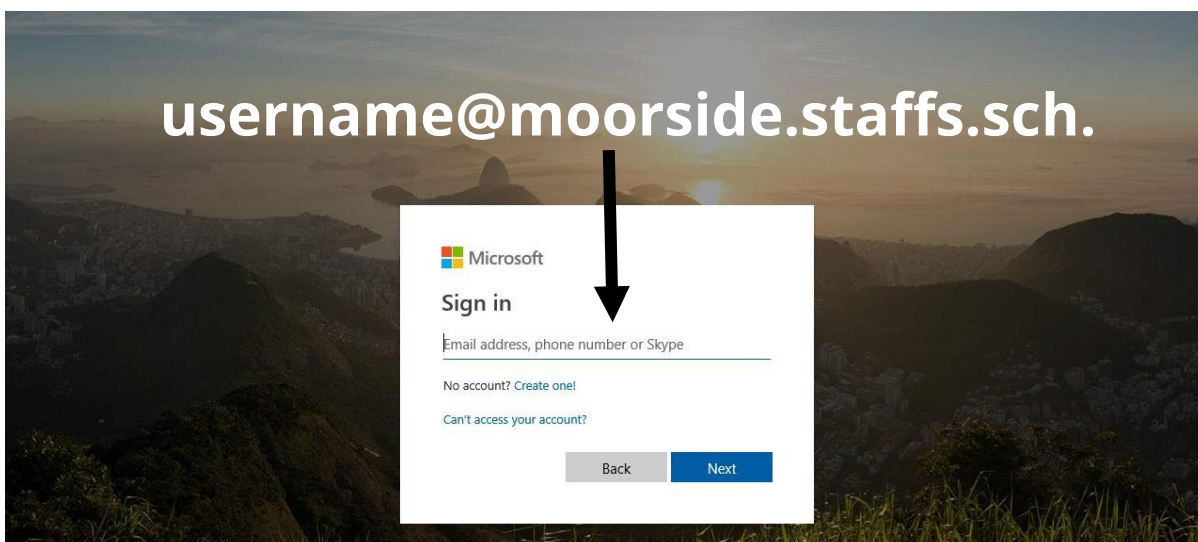 username@moorside.staffs.sch.
Microsoft
Sign in
Email address, phone number or Skype
No account? Create one!
Can't access your account?
Back Next